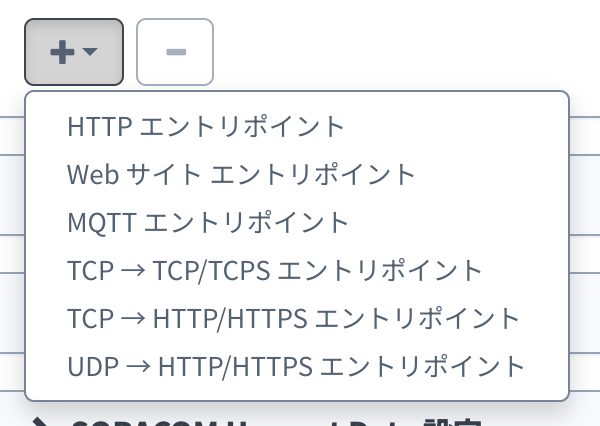 HTTP エントリポイント
Web サイト エントリポイント
MQTT エントリポイント
TCP → TCP/TCPS エントリポイント
TCP → HTTP/HTTPS エントリポイント
UDP → HTTP/HTTPS エントリポイント